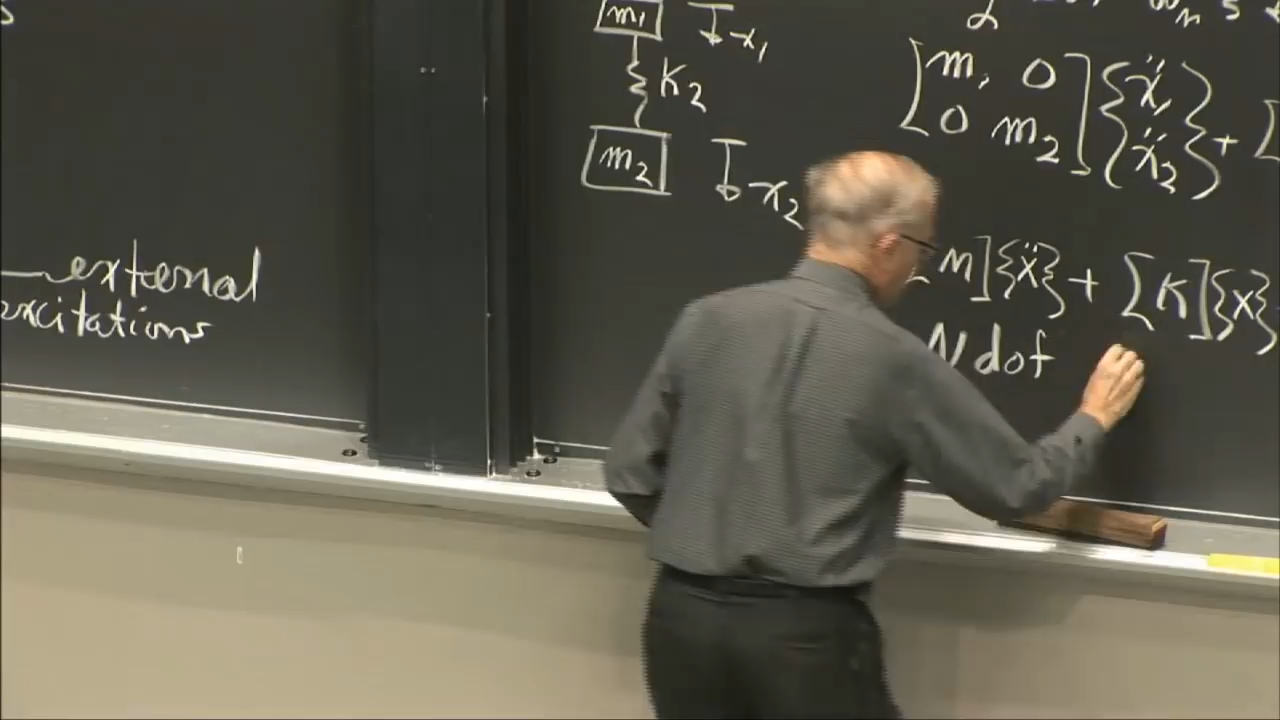 external
excitations
m₁ x₁
K₂
m₂ x₂
[m₁ 0
0 m₂] {ẍ₁
ẍ₂} + [
M]{ẍ} + [K]{x}
N dof